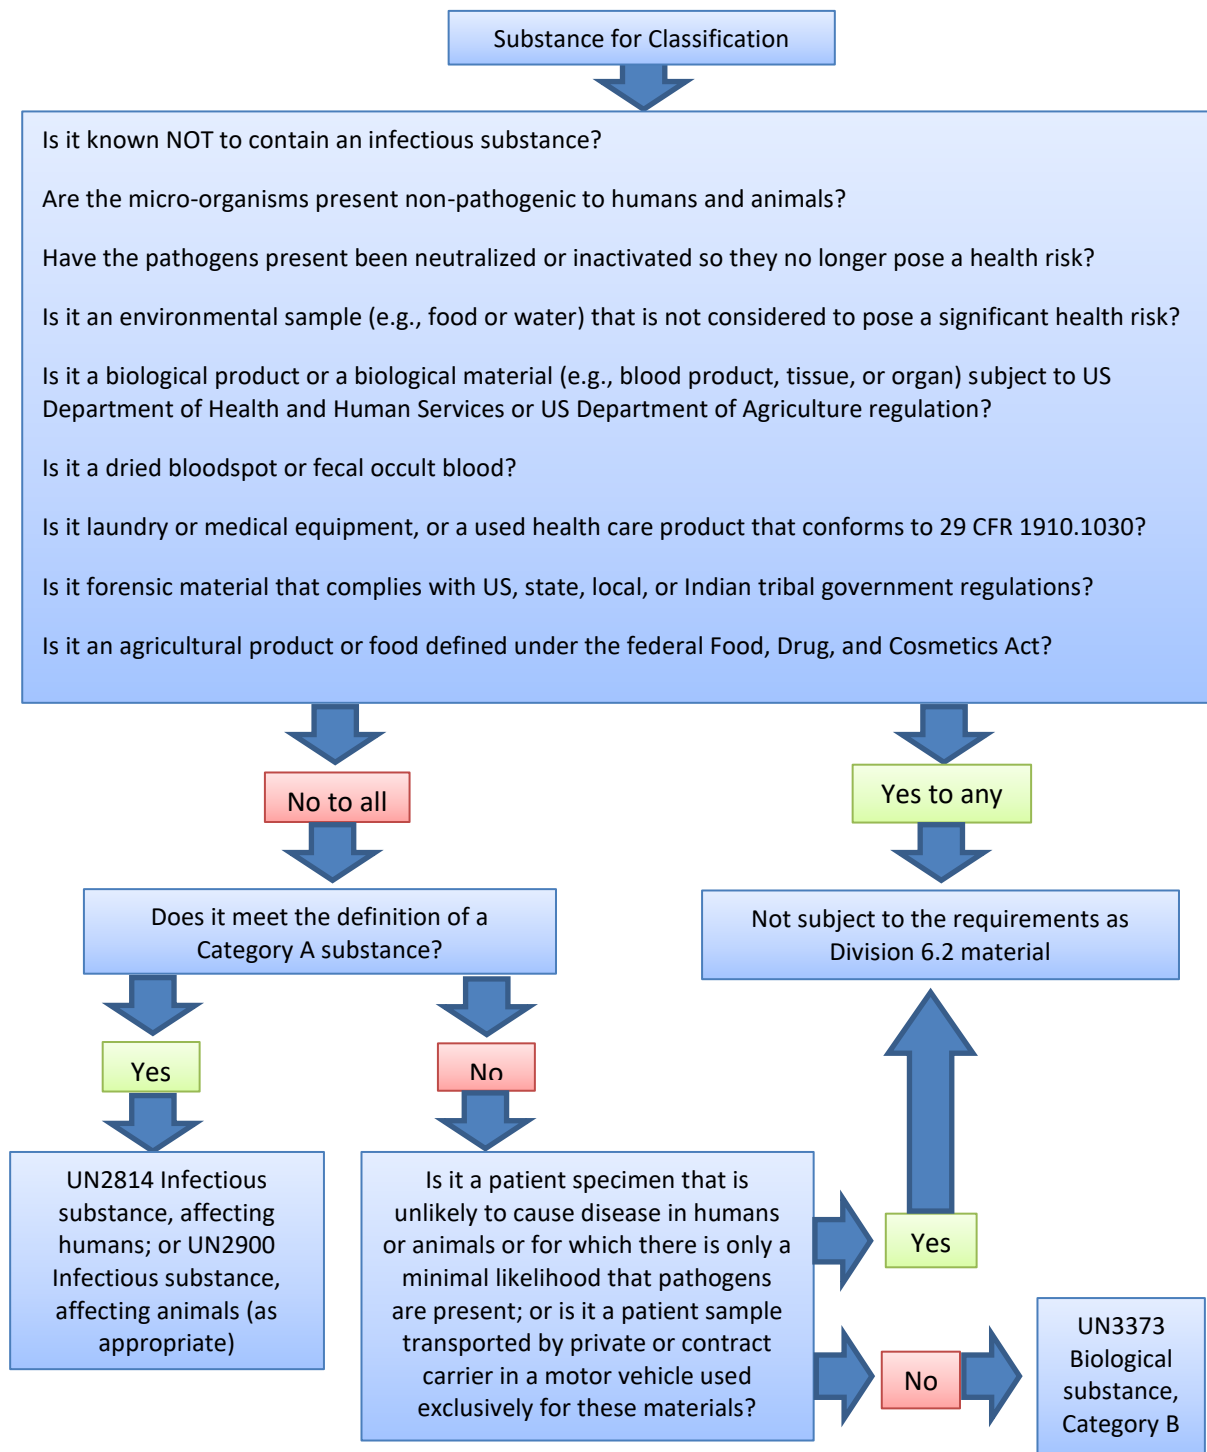 Substance for Classification
Is it known NOT to contain an infectious substance?
Are the micro-organisms present non-pathogenic to humans and animals?
Have the pathogens present been neutralized or inactivated so they no longer pose a health risk?
Is it an environmental sample (e.g., food or water) that is not considered to pose a significant health risk?
Is it a biological product or a biological material (e.g., blood product, tissue, or organ) subject to US
Department of Health and Human Services or US Department of Agriculture regulation?
Is it a dried bloodspot or fecal occult blood?
Is it laundry or medical equipment, or a used health care product that conforms to 29 CFR 1910.1030?
Is it forensic material that complies with US, state, local, or Indian tribal government regulations?
Is it an agricultural product or food defined under the federal Food, Drug, and Cosmetics Act?
No to all
Yes to any
Does it meet the definition of a
Category A substance?
Not subject to the requirements as
Division 6.2 material
Yes
No
UN2814 Infectious
substance, affecting
humans; or UN2900
Infectious substance,
affecting animals (as
appropriate)
Is it a patient specimen that is
unlikely to cause disease in humans
or animals or for which there is only a
minimal likelihood that pathogens
are present; or is it a patient sample
transported by private or contract
carrier in a motor vehicle used
exclusively for these materials?
Yes
No
UN3373
Biological
substance,
Category B